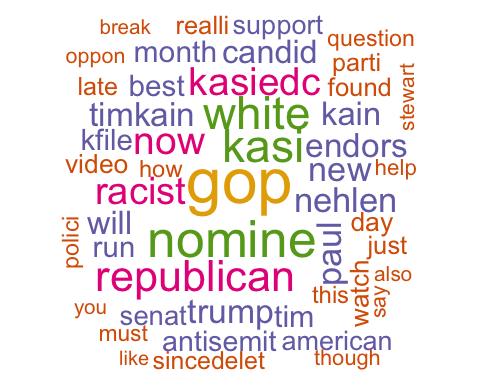 break realli support
oppon month candid question
parti
late best kasiedc found stewart
timkain white kain
kfile now kasi endors
video how gop new help
racist nehlen
polici will nomine paul day
run just
republican watch also
you this say
senat trump tim
must antisemit american
like sincedelet though